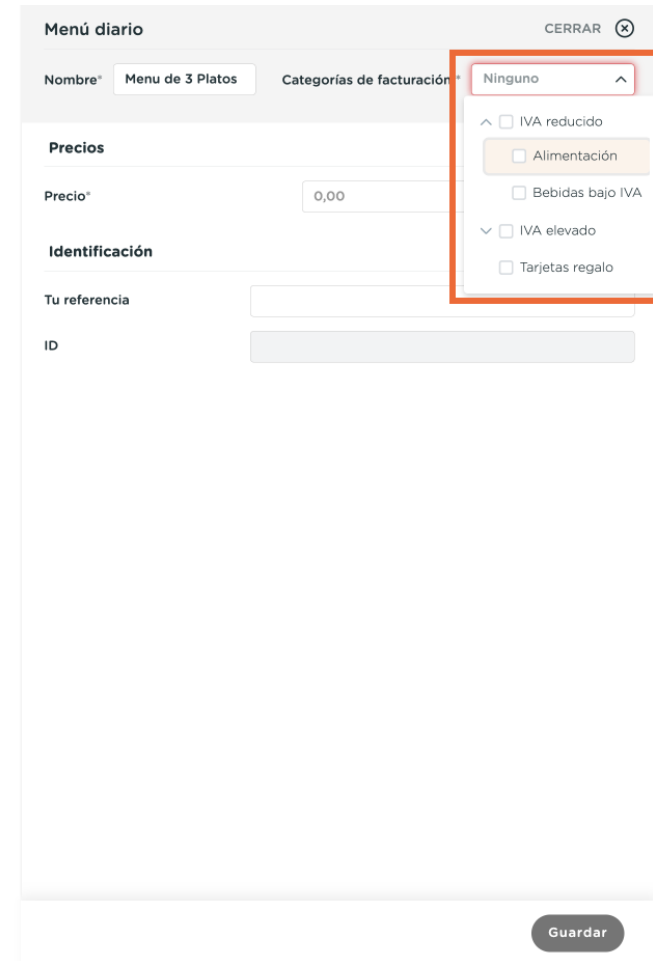 Menú diario CERRAR
Nombre* Menu de 3 Platos Categorías de facturación * Ninguno
IVA reducido
Precios
Alimentación
Precio* 0,00 Bebidas bajo IVA
IVA elevado
Identificación
Tarjetas regalo
Tu referencia
ID
Guardar